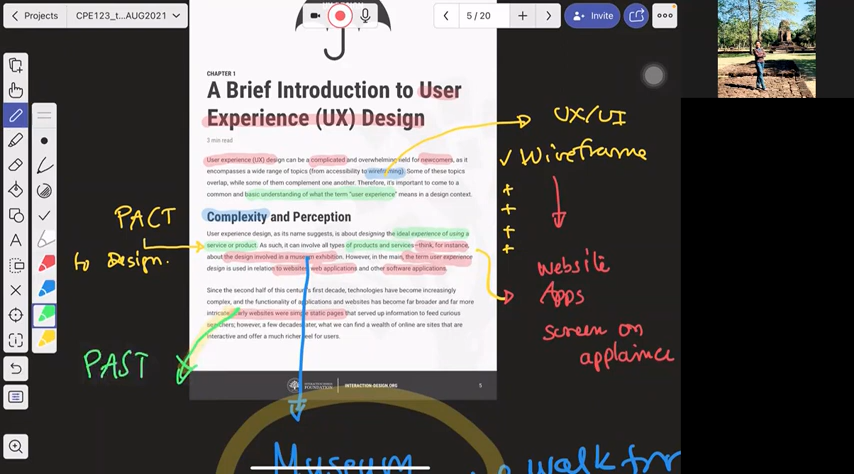 Projects
CPE123_t...AUG2021
5 / 20
Invite
CHAPTER 1
A Brief Introduction to User
Experience (UX) Design
3 min read
User experience (UX) design can be a complicated and overwhelming field for newcomers, as it
encompasses a wide range of topics (from accessibility to wireframing). Some of these topics
overlap, while some of them complement one another. Therefore, it's important to come to a
common and basic understanding of what the term "user experience" means in a design context.
Complexity and Perception
User experience design, as its name suggests, is about designing the ideal experience of using a
service or product. As such, it can involve all types of products and services—think, for instance,
about the design involved in a museum exhibition. However, in the main, the term user experience
design is used in relation to websites, web applications and other software applications.
Since the second half of this century's first decade, technologies have become increasingly
complex, and the functionality of applications and websites has become far broader and far more
intricate. Early websites were simple static pages that served up information to feed curious
searchers; however, a few decades later, what we can find a wealth of online are sites that are
interactive and offer a much richer feel for users.
INTERACTION DESIGN
FOUNDATION
INTERACTION-DESIGN.ORG
5
PACT
to Design.
PAST
UX/UI
Wireframe
website
Apps
screen on
applaince
Museum
walk